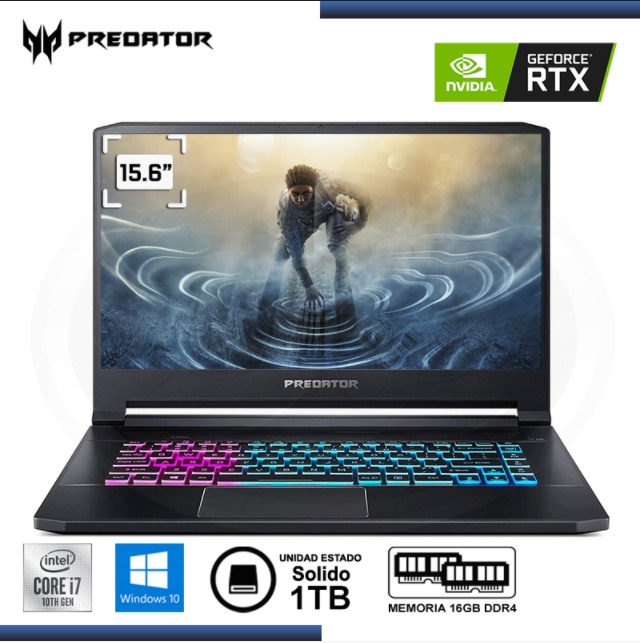 PREDATOR
NVIDIA.
GEFORCE
RTX
15.6"
PREDATOR
intel
CORE i7
10TH GEN
Windows 10
UNIDAD ESTADO
Solido
1TB
MEMORIA 16GB DDR4